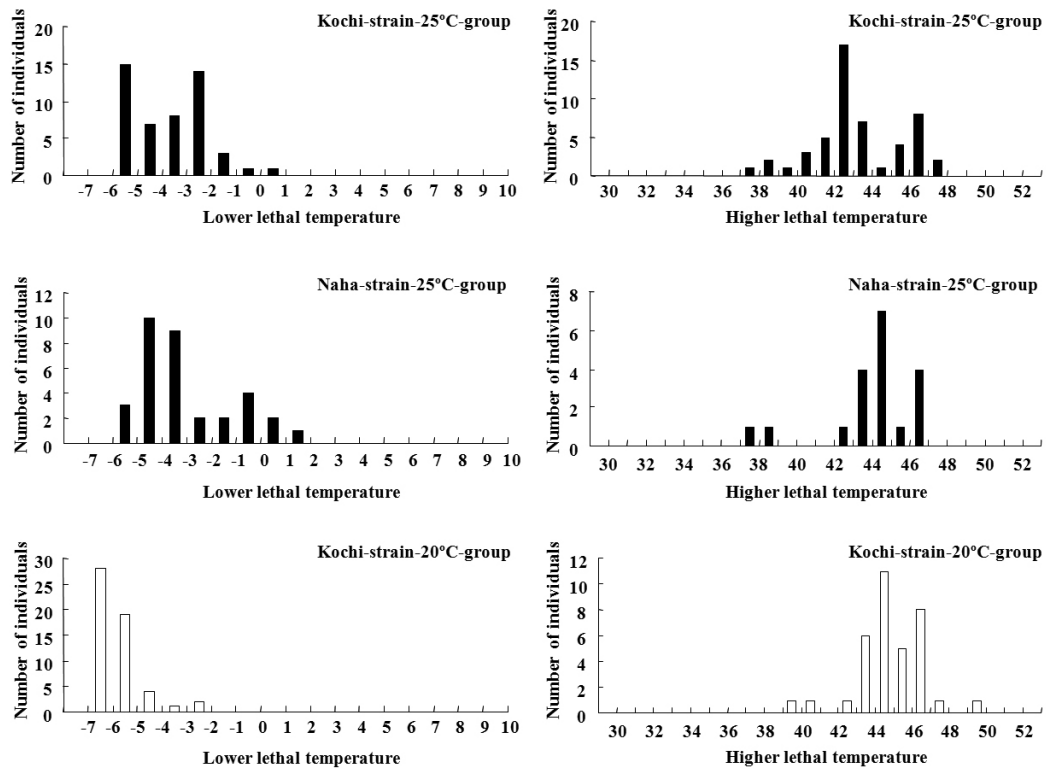 Kochi-strain-25ºC-group
Number of individuals
20
15
10
5
0
-7 -6 -5 -4 -3 -2 -1 0 1 2 3 4 5 6 7 8 9 10
Lower lethal temperature
Kochi-strain-25ºC-group
Number of individuals
20
15
10
5
0
30 32 34 36 38 40 42 44 46 48 50 52
Higher lethal temperature
Naha-strain-25ºC-group
Number of individuals
12
10
8
6
4
2
0
-7 -6 -5 -4 -3 -2 -1 0 1 2 3 4 5 6 7 8 9 10
Lower lethal temperature
Naha-strain-25ºC-group
Number of individuals
8
6
4
2
0
30 32 34 36 38 40 42 44 46 48 50 52
Higher lethal temperature
Kochi-strain-20ºC-group
Number of individuals
30
25
20
15
10
5
0
-7 -6 -5 -4 -3 -2 -1 0 1 2 3 4 5 6 7 8 9 10
Lower lethal temperature
Kochi-strain-20ºC-group
Number of individuals
12
10
8
6
4
2
0
30 32 34 36 38 40 42 44 46 48 50 52
Higher lethal temperature